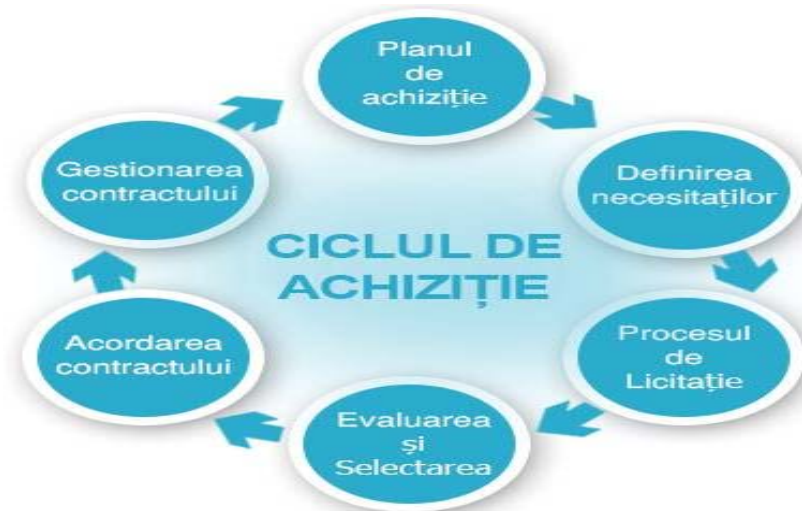 Planul
de
achiziție
Definirea
necesitaților
Procesul
de
Licitație
Evaluarea
și
Selectarea
Acordarea
contractului
Gestionarea
contractului
CICLUL DE
ACHIZIȚIE